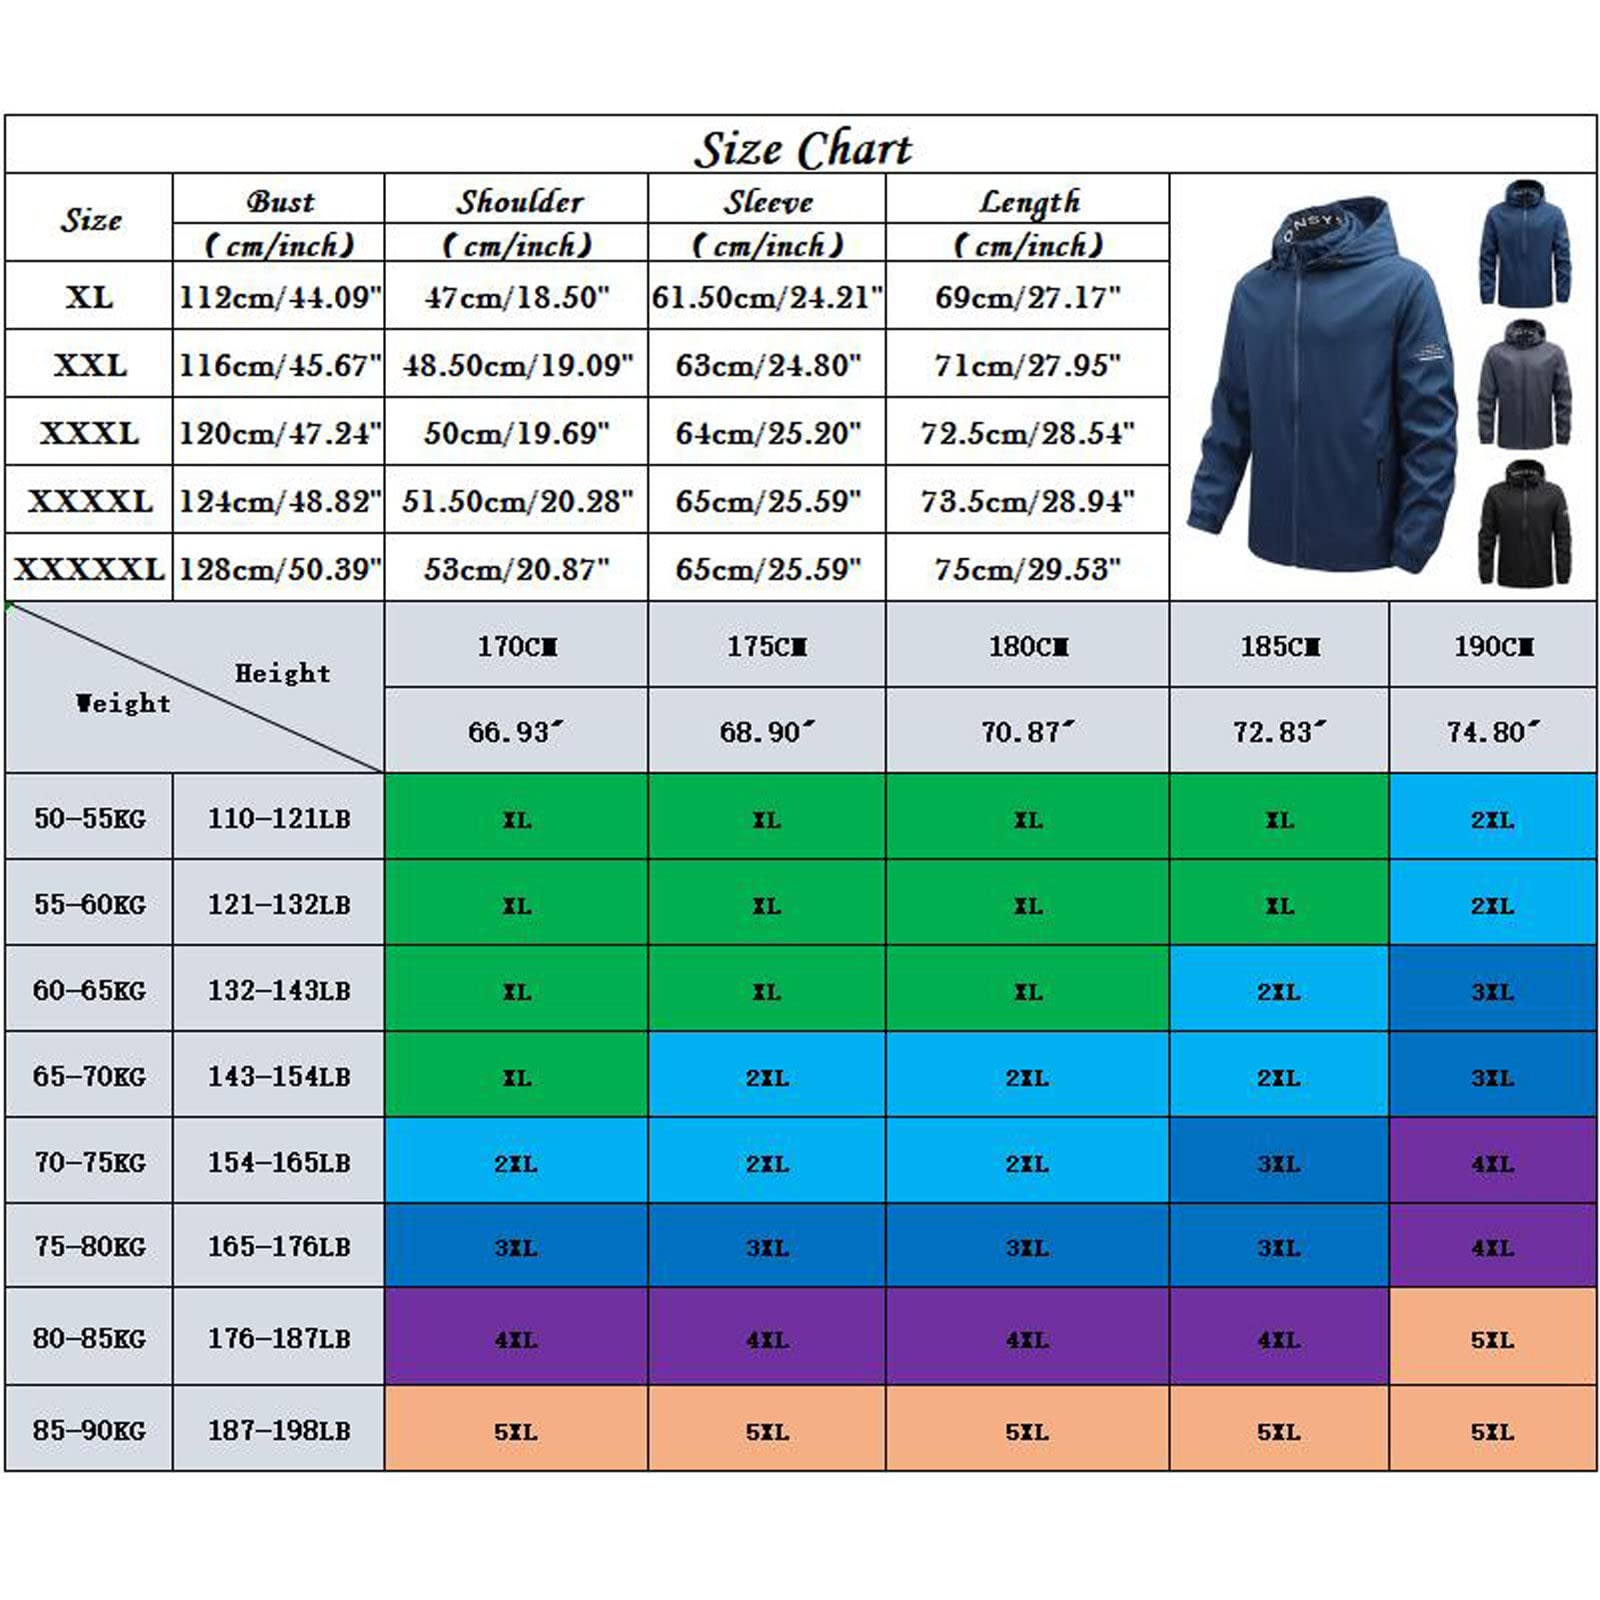 Size Chart
Size Bust Shoulder Sleeve Length
( cm/inch) ( cm/inch) ( cm/inch) ( cm/inch)
XL 112cm/44.09" 47cm/18.50" 61.50cm/24.21" 69cm/27.17"
XXL 116cm/45.67" 48.50cm/19.09" 63cm/24.80" 71cm/27.95"
XXXL 120cm/47.24" 50cm/19.69" 64cm/25.20" 72.5cm/28.54"
XXXXL 124cm/48.82" 51.50cm/20.28" 65cm/25.59" 73.5cm/28.94"
XXXXXL 128cm/50.39" 53cm/20.87" 65cm/25.59" 75cm/29.53"
Height 170CM 175CM 180CM 185CM 190CM
Weight 66.93″ 68.90″ 70.87″ 72.83″ 74.80″
50-55KG 110-121LB XL XL XL XL 2XL
55-60KG 121-132LB XL XL XL XL 2XL
60-65KG 132-143LB XL XL XL 2XL 3XL
65-70KG 143-154LB XL 2XL 2XL 2XL 3XL
70-75KG 154-165LB 2XL 2XL 2XL 3XL 4XL
75-80KG 165-176LB 3XL 3XL 3XL 3XL 4XL
80-85KG 176-187LB 4XL 4XL 4XL 4XL 5XL
85-90KG 187-198LB 5XL 5XL 5XL 5XL 5XL